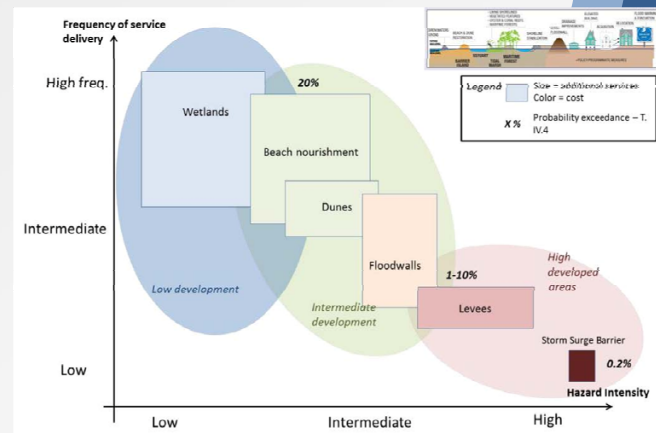 Frequency of service
delivery
High freq.
Intermediate
Low
20%
Wetlands
Beach nourishment
Dunes
Floodwalls
Low development
Intermediate
development
1-10%
High
developed
areas
Levees
Storm Surge Barrier
0.2%
Hazard Intensity
Low
Intermediate
High
Legend
Size = additional services
Color = cost
X %
Probability exceedance – T.
IV.4